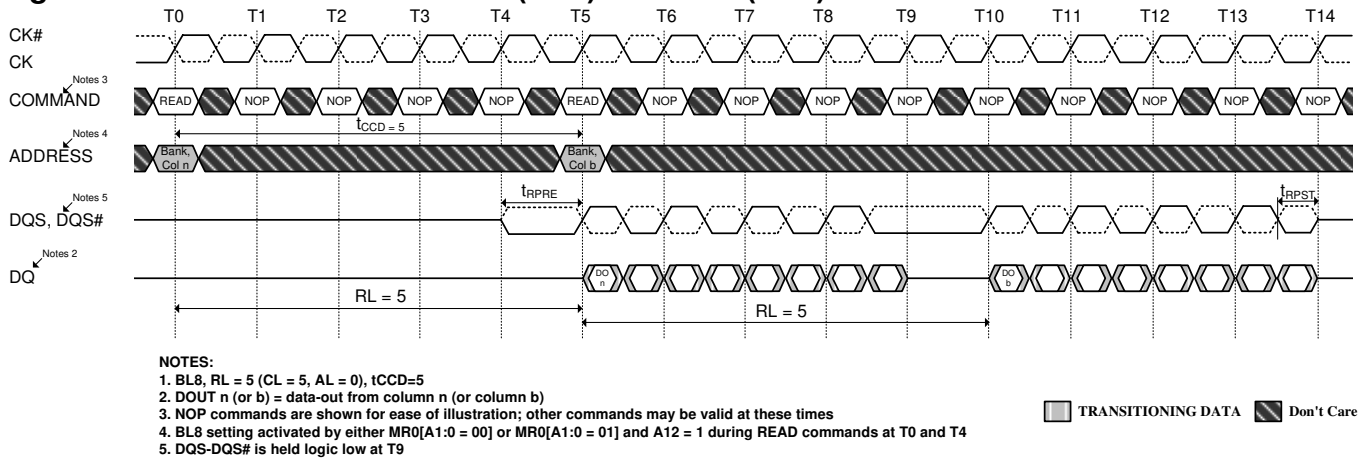 T0 T1 T2 T3 T4 T5 T6 T7 T8 T9 T10 T11 T12 T13 T14
CK#
CK
Notes 3
COMMAND
READ NOP NOP NOP NOP READ NOP NOP NOP NOP NOP NOP NOP NOP NOP
tCCD = 5
Notes 4
ADDRESS
Bank, Col n
Bank, Col b
Notes 5
DQS, DQS#
tRPRE
tRPST
Notes 2
DQ
DO n
DO b
RL = 5
RL = 5
NOTES:
1. BL8, RL = 5 (CL = 5, AL = 0), tCCD=5
2. DOUT n (or b) = data-out from column n (or column b)
3. NOP commands are shown for ease of illustration; other commands may be valid at these times
4. BL8 setting activated by either MR0[A1:0 = 00] or MR0[A1:0 = 01] and A12 = 1 during READ commands at T0 and T4
5. DQS-DQS# is held logic low at T9
TRANSITIONING DATA
Don't Care